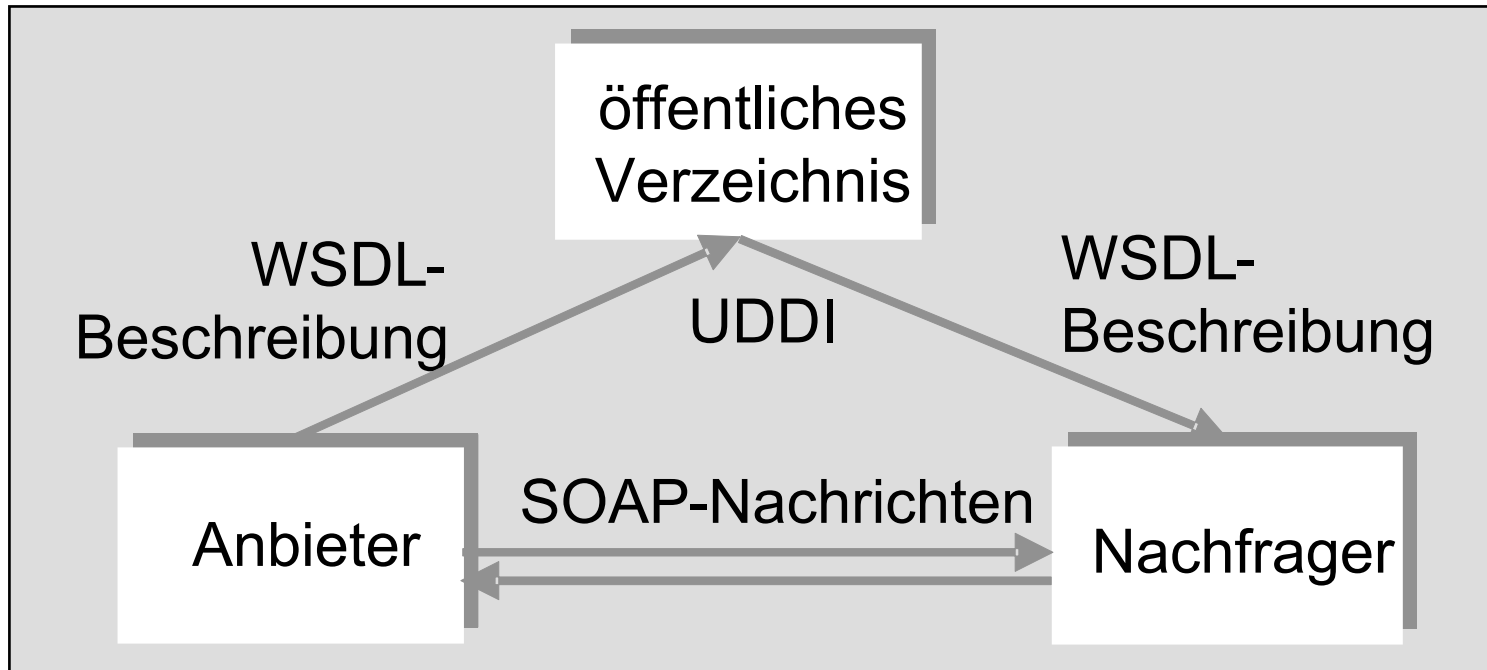 öffentliches
Verzeichnis
WSDL-
Beschreibung
UDDI
WSDL-
Beschreibung
SOAP-Nachrichten
Anbieter
Nachfrager